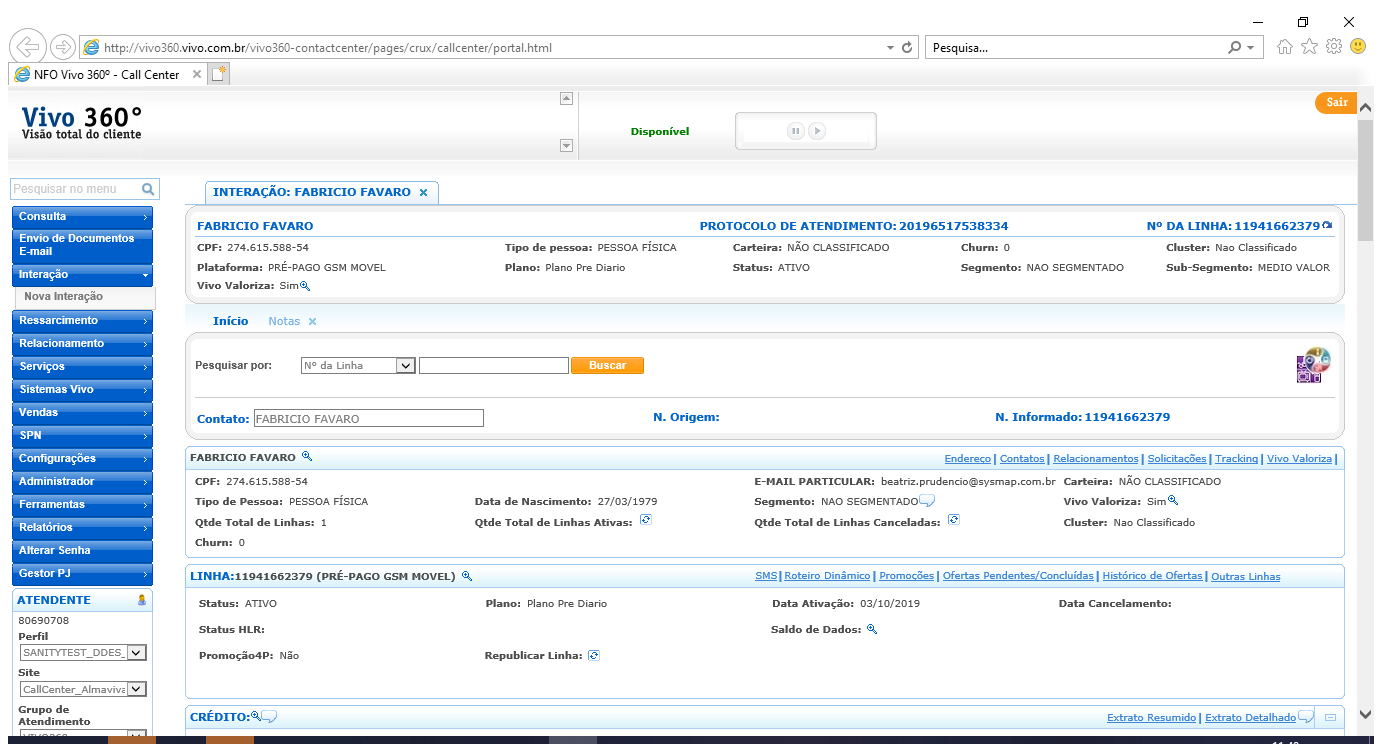 http://vivo360.vivo.com.br/vivo360-contactcenter/pages/crux/callcenter/portal.html Pesquisa...
NFO Vivo 360º - Call Center
Vivo 360°
Visão total do cliente
Disponível
Sair
Pesquisar no menu
Consulta
Envio de Documentos
E-mail
Interação
Nova Interação
Ressarcimento
Relacionamento
Serviços
Sistemas Vivo
Vendas
SPN
Configurações
Administrador
Ferramentas
Relatórios
Alterar Senha
Gestor PJ
ATENDENTE
80690708
Perfil
SANITYTEST_DDES_
Site
CallCenter_Almaviva
Grupo de
Atendimento
INTERAÇÃO: FABRICIO FAVARO
FABRICIO FAVARO PROTOCOLO DE ATENDIMENTO: 20196517538334 Nº DA LINHA: 11941662379
CPF: 274.615.588-54 Tipo de pessoa: PESSOA FÍSICA Carteira: NÃO CLASSIFICADO Churn: 0 Cluster: Nao Classificado
Plataforma: PRÉ-PAGO GSM MOVEL Plano: Plano Pre Diario Status: ATIVO Segmento: NAO SEGMENTADO Sub-Segmento: MEDIO VALOR
Vivo Valoriza: Sim
Início Notas
Pesquisar por: Nº da Linha Buscar
Contato: FABRICIO FAVARO N. Origem: N. Informado: 11941662379
FABRICIO FAVARO Endereço | Contatos | Relacionamentos | Solicitações | Tracking | Vivo Valoriza |
CPF: 274.615.588-54 E-MAIL PARTICULAR: beatriz.prudencio@sysmap.com.br Carteira: NÃO CLASSIFICADO
Tipo de Pessoa: PESSOA FÍSICA Data de Nascimento: 27/03/1979 Segmento: NAO SEGMENTADO Vivo Valoriza: Sim
Qtde Total de Linhas: 1 Qtde Total de Linhas Ativas: Qtde Total de Linhas Canceladas: Cluster: Nao Classificado
Churn: 0
LINHA:11941662379 (PRÉ-PAGO GSM MOVEL) SMS | Roteiro Dinâmico | Promoções | Ofertas Pendentes/Concluídas | Histórico de Ofertas | Outras Linhas
Status: ATIVO Plano: Plano Pre Diario Data Ativação: 03/10/2019 Data Cancelamento:
Status HLR: Saldo de Dados:
Promoção4P: Não Republicar Linha:
CRÉDITO: Extrato Resumido | Extrato Detalhado